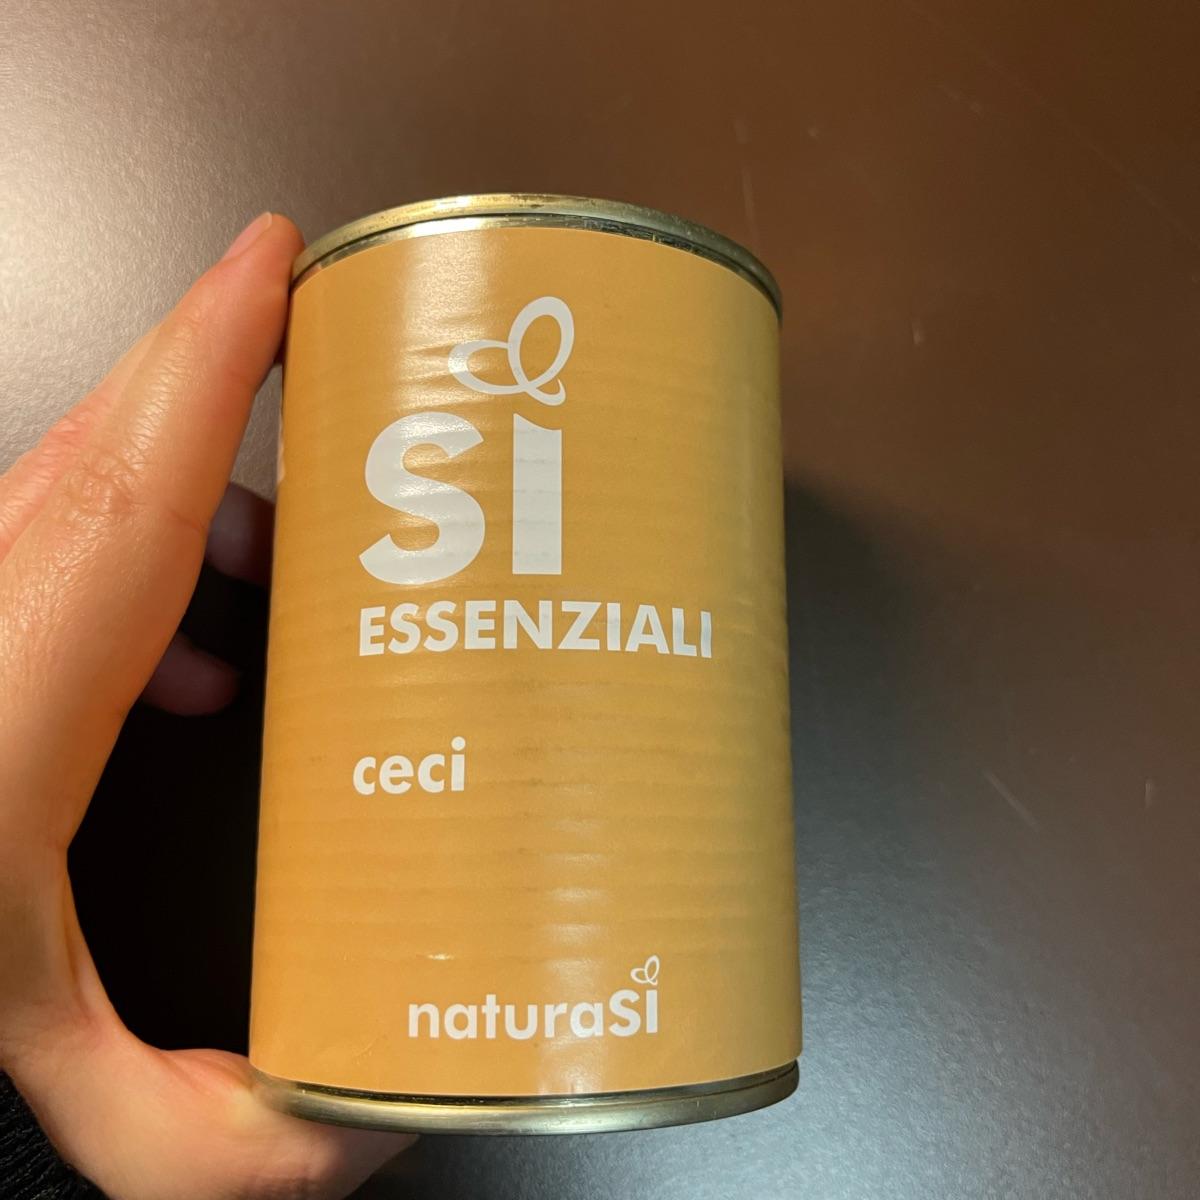 sì
ESSENZIALI
ceci
naturasì